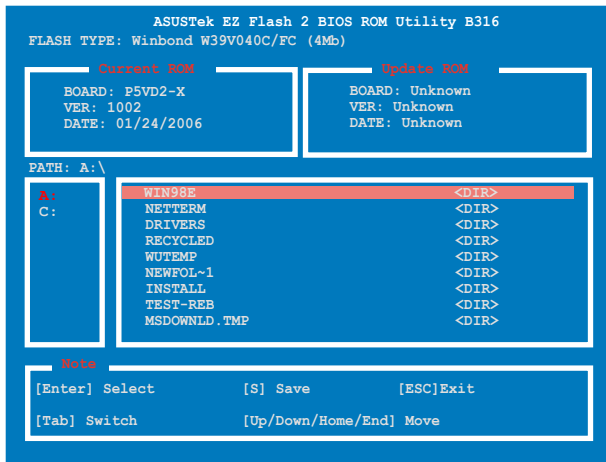 ASUSTek EZ Flash 2 BIOS ROM Utility B316
FLASH TYPE: Winbond W39V040C/FC (4Mb)
Current ROM
BOARD: P5VD2-X
VER: 1002
DATE: 01/24/2006
Update ROM
BOARD: Unknown
VER: Unknown
DATE: Unknown
PATH: A:\
A:
C:
WIN98E <DIR>
NETTERM <DIR>
DRIVERS <DIR>
RECYCLED <DIR>
WUTEMP <DIR>
NEWFOL~1 <DIR>
INSTALL <DIR>
TEST-REB <DIR>
MSDOWNLD.TMP <DIR>
Note
[Enter] Select [S] Save [ESC]Exit
[Tab] Switch [Up/Down/Home/End] Move